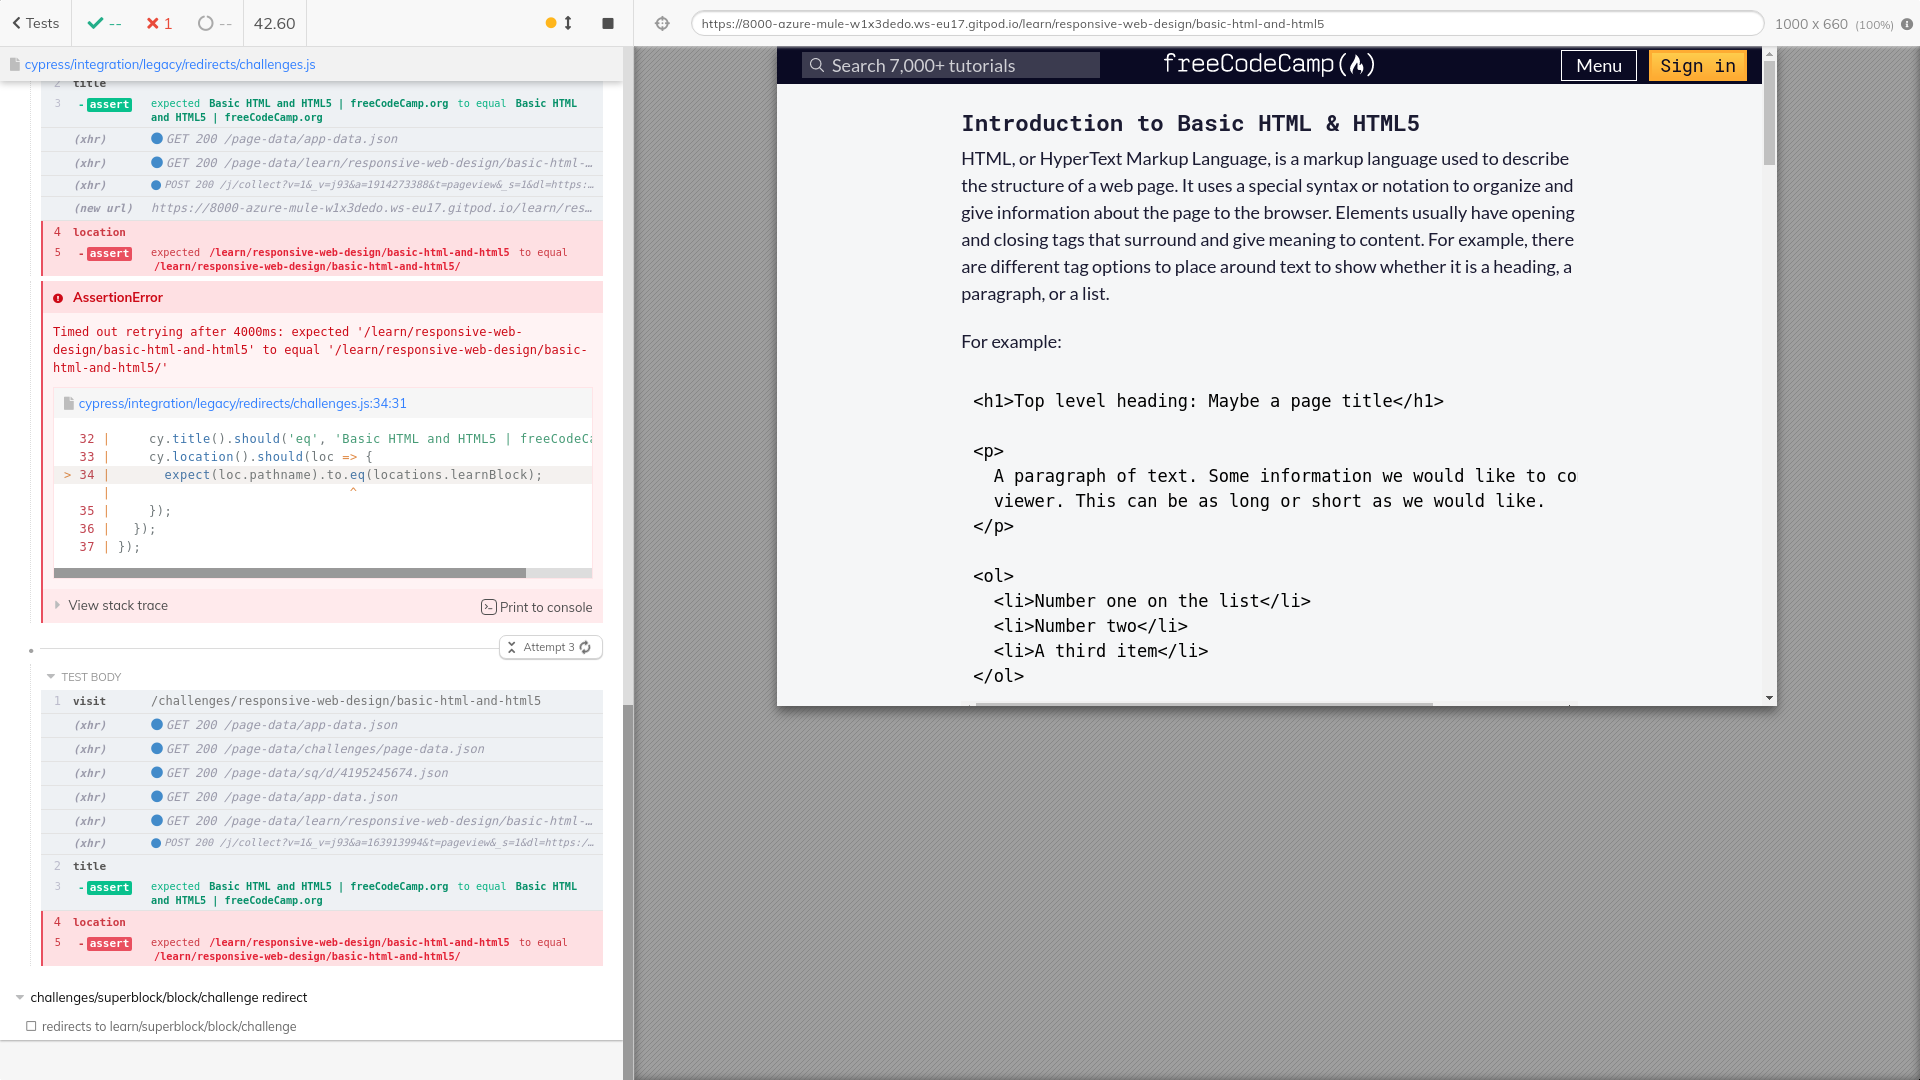 Tests
--
1
--
42.60
cypress/integration/legacy/redirects/challenges.js
2 title
3 -assert expected Basic HTML and HTML5 | freeCodeCamp.org to equal Basic HTML
and HTML5 | freeCodeCamp.org
(xhr) GET 200 /page-data/app-data.json
(xhr) GET 200 /page-data/learn/responsive-web-design/basic-html-…
(xhr) POST 200 /j/collect?v=1&_v=j93&a=1914273388&t=pageview&_s=1&dl=https:…
(new url) https://8000-azure-mule-w1x3dedo.ws-eu17.gitpod.io/learn/res…
4 location
5 -assert expected /learn/responsive-web-design/basic-html-and-html5 to equal
/learn/responsive-web-design/basic-html-and-html5/
AssertionError
Timed out retrying after 4000ms: expected '/learn/responsive-web-
design/basic-html-and-html5' to equal '/learn/responsive-web-design/basic-
html-and-html5/'
cypress/integration/legacy/redirects/challenges.js:34:31
32 | cy.title().should('eq', 'Basic HTML and HTML5 | freeCodeCa
33 | cy.location().should(loc => {
> 34 | expect(loc.pathname).to.eq(locations.learnBlock);
| ^
35 | });
36 | });
37 | });
View stack trace
Print to console
Attempt 3
TEST BODY
1 visit /challenges/responsive-web-design/basic-html-and-html5
(xhr) GET 200 /page-data/app-data.json
(xhr) GET 200 /page-data/challenges/page-data.json
(xhr) GET 200 /page-data/sq/d/4195245674.json
(xhr) GET 200 /page-data/app-data.json
(xhr) GET 200 /page-data/learn/responsive-web-design/basic-html-…
(xhr) POST 200 /j/collect?v=1&_v=j93&a=163913994&t=pageview&_s=1&dl=https:/…
2 title
3 -assert expected Basic HTML and HTML5 | freeCodeCamp.org to equal Basic HTML
and HTML5 | freeCodeCamp.org
4 location
5 -assert expected /learn/responsive-web-design/basic-html-and-html5 to equal
/learn/responsive-web-design/basic-html-and-html5/
challenges/superblock/block/challenge redirect
redirects to learn/superblock/block/challenge
https://8000-azure-mule-w1x3dedo.ws-eu17.gitpod.io/learn/responsive-web-design/basic-html-and-html5
1000 x 660 (100%)
Search 7,000+ tutorials
freeCodeCamp
Menu
Sign in
Introduction to Basic HTML & HTML5
HTML, or HyperText Markup Language, is a markup language used to describe
the structure of a web page. It uses a special syntax or notation to organize and
give information about the page to the browser. Elements usually have opening
and closing tags that surround and give meaning to content. For example, there
are different tag options to place around text to show whether it is a heading, a
paragraph, or a list.
For example:
<h1>Top level heading: Maybe a page title</h1>
<p>
A paragraph of text. Some information we would like to co
viewer. This can be as long or short as we would like.
</p>
<ol>
<li>Number one on the list</li>
<li>Number two</li>
<li>A third item</li>
</ol>